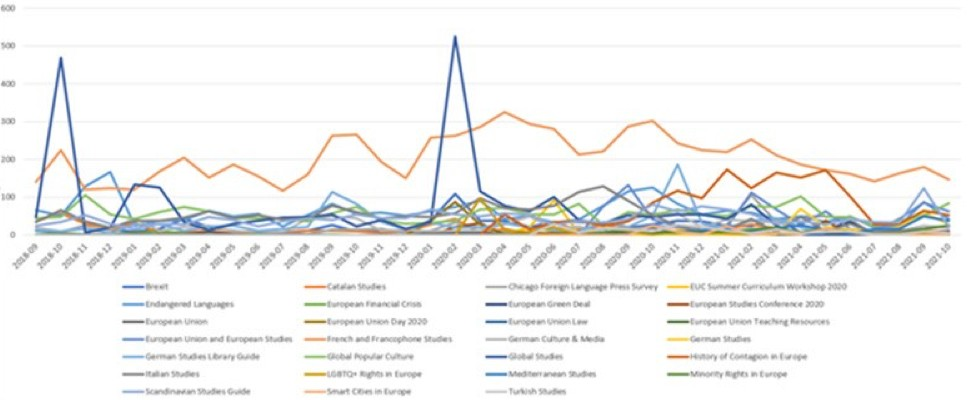 600
500
400
300
200
100
0
2018-09 2018-10 2018-11 2018-12 2019-01 2019-02 2019-03 2019-04 2019-05 2019-06 2019-07 2019-08 2019-09 2019-10 2019-11 2019-12 2020-01 2020-02 2020-03 2020-04 2020-05 2020-06 2020-07 2020-08 2020-09 2020-10 2020-11 2020-12 2021-01 2021-02 2021-03 2021-04 2021-05 2021-06 2021-07 2021-08 2021-09 2021-10
Brexit Catalan Studies Chicago Foreign Language Press Survey EUC Summer Curriculum Workshop 2020
Endangered Languages European Financial Crisis European Green Deal European Studies Conference 2020
European Union European Union Day 2020 European Union Law European Union Teaching Resources
European Union and European Studies French and Francophone Studies German Culture & Media German Studies
German Studies Library Guide Global Popular Culture Global Studies History of Contagion in Europe
Italian Studies LGBTQ+ Rights in Europe Mediterranean Studies Minority Rights in Europe
Scandinavian Studies Guide Smart Cities in Europe Turkish Studies